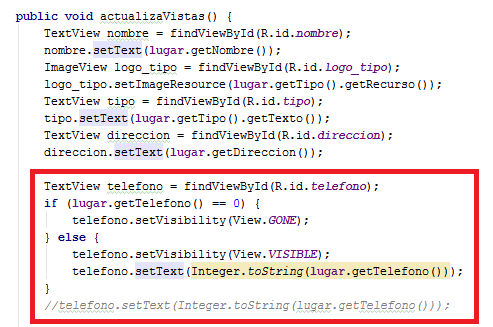 public void actualizaVistas() {
TextView nombre = findViewById(R.id.nombre);
nombre.setText(lugar.getNombre());
ImageView logo_tipo = findViewById(R.id.logo_tipo);
logo_tipo.setImageResource(lugar.getTipo().getRecurso());
TextView tipo = findViewById(R.id.tipo);
tipo.setText(lugar.getTipo().getTexto());
TextView direccion = findViewById(R.id.direccion);
direccion.setText(lugar.getDireccion());
TextView telefono = findViewById(R.id.telefono);
if (lugar.getTelefono() == 0) {
telefono.setVisibility(View.GONE);
} else {
telefono.setVisibility(View.VISIBLE);
telefono.setText(Integer.toString(lugar.getTelefono()));
}
//telefono.setText(Integer.toString(lugar.getTelefono()));